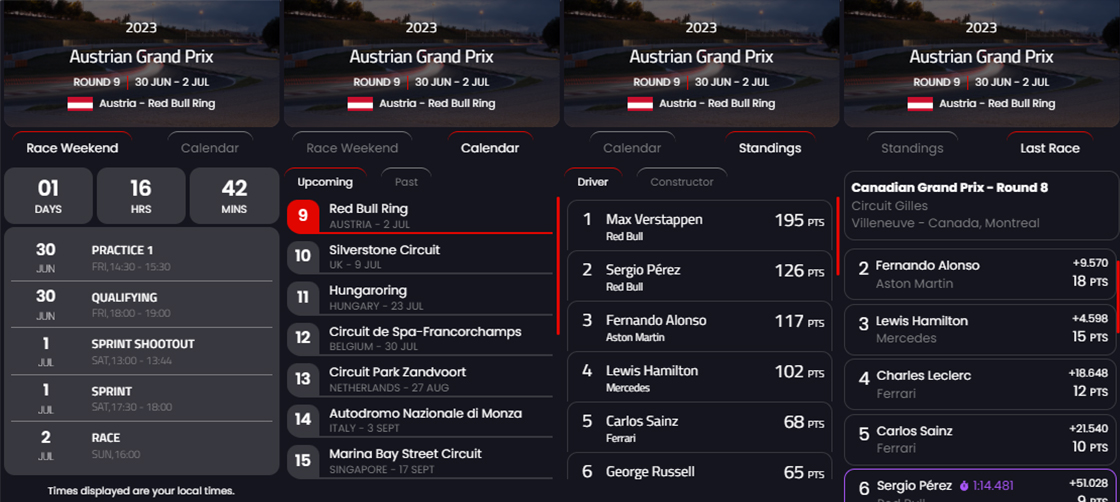 2023
Austrian Grand Prix
ROUND 9 30 JUN - 2 JUL
Austria - Red Bull Ring
Race Weekend Calendar
01 16 42
DAYS HRS MINS
30 PRACTICE 1
JUN FRI,14:30 - 15:30
30 QUALIFYING
JUN FRI,18:00 - 19:00
1 SPRINT SHOOTOUT
JUL SAT,13:00 - 13:44
1 SPRINT
JUL SAT,17:30 - 18:00
2 RACE
JUL SUN,16:00
Times displayed are your local times.
2023
Austrian Grand Prix
ROUND 9 30 JUN - 2 JUL
Austria - Red Bull Ring
Race Weekend Calendar
Upcoming Past
9 Red Bull Ring
AUSTRIA - 2 JUL
10 Silverstone Circuit
UK - 9 JUL
11 Hungaroring
HUNGARY - 23 JUL
12 Circuit de Spa-Francorchamps
BELGIUM - 30 JUL
13 Circuit Park Zandvoort
NETHERLANDS - 27 AUG
14 Autodromo Nazionale di Monza
ITALY - 3 SEPT
15 Marina Bay Street Circuit
SINGAPORE - 17 SEPT
2023
Austrian Grand Prix
ROUND 9 30 JUN - 2 JUL
Austria - Red Bull Ring
Calendar Standings
Driver Constructor
1 Max Verstappen 195 PTS
Red Bull
2 Sergio Pérez 126 PTS
Red Bull
3 Fernando Alonso 117 PTS
Aston Martin
4 Lewis Hamilton 102 PTS
Mercedes
5 Carlos Sainz 68 PTS
Ferrari
6 George Russell 65 PTS
2023
Austrian Grand Prix
ROUND 9 30 JUN - 2 JUL
Austria - Red Bull Ring
Standings Last Race
Canadian Grand Prix - Round 8
Circuit Gilles
Villeneuve - Canada, Montreal
2 Fernando Alonso +9.570
Aston Martin 18 PTS
3 Lewis Hamilton +4.598
Mercedes 15 PTS
4 Charles Leclerc +18.648
Ferrari 12 PTS
5 Carlos Sainz +21.540
Ferrari 10 PTS
6 Sergio Pérez 1:14.481 +51.028
Red Bull 9 PTS